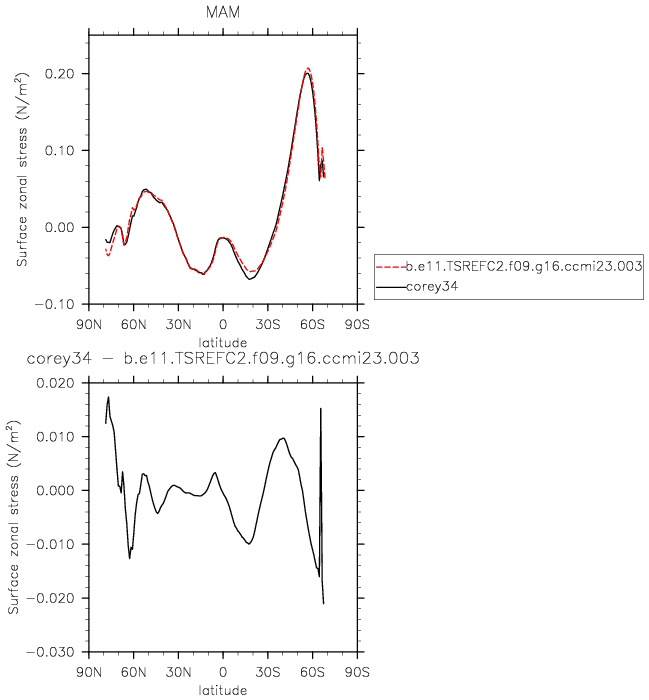 MAM
Surface zonal stress (N/m²)
0.20
0.10
0.00
−0.10
90N 60N 30N 0 30S 60S 90S
latitude
b.e11.TSREFC2.f09.g16.ccmi23.003
corey34
corey34 − b.e11.TSREFC2.f09.g16.ccmi23.003
Surface zonal stress (N/m²)
0.020
0.010
0.000
−0.010
−0.020
−0.030
90N 60N 30N 0 30S 60S 90S
latitude